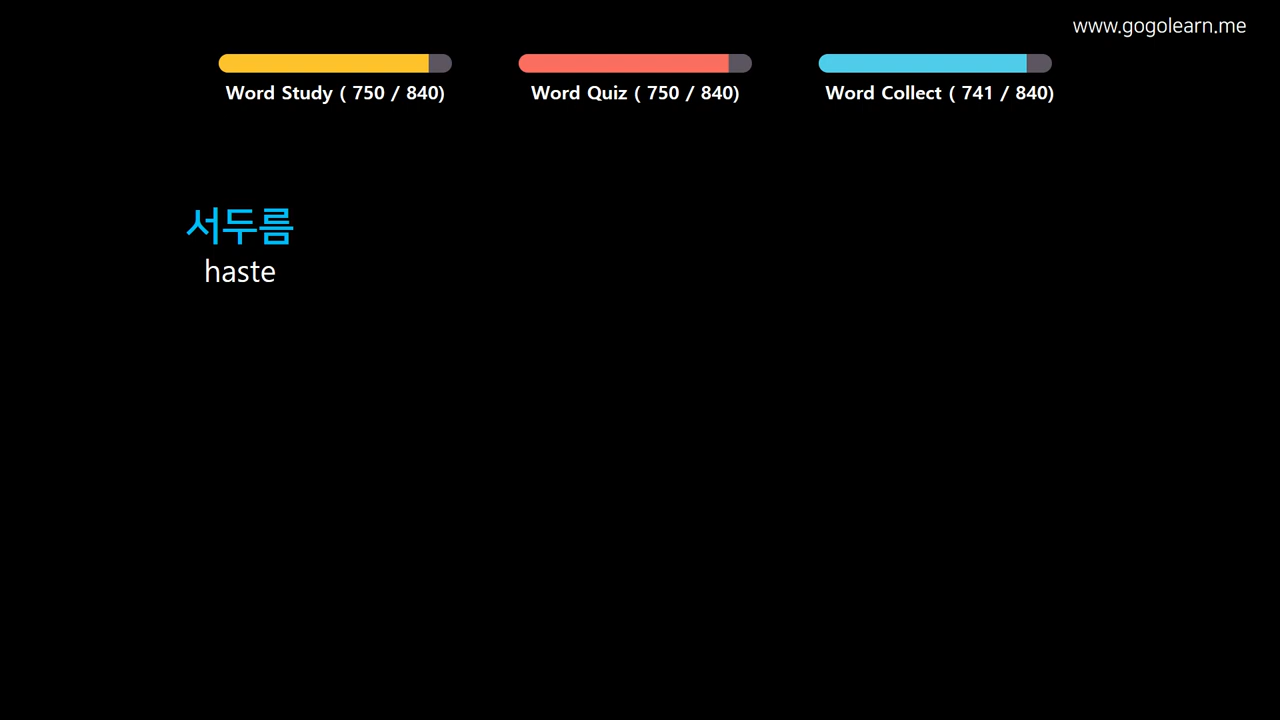 www.gogolearn.me
Word Study ( 750 / 840)
Word Quiz ( 750 / 840)
Word Collect ( 741 / 840)
서두름
haste